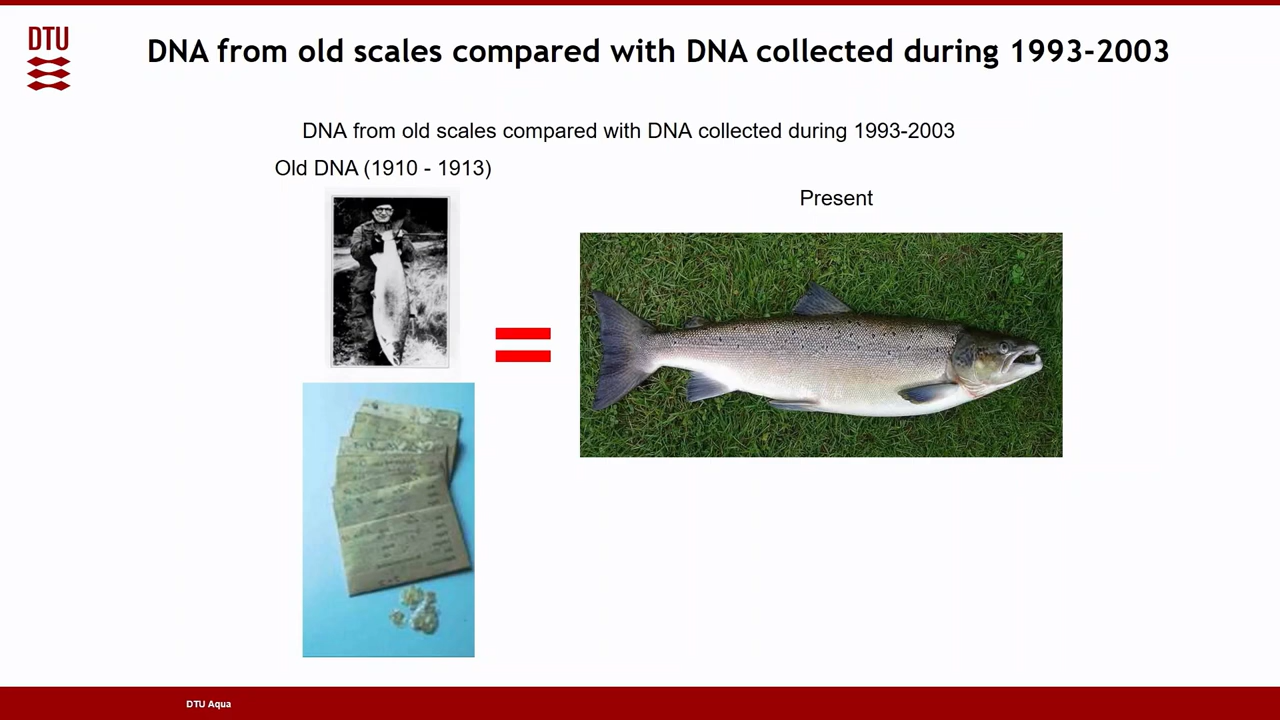 DTU
DNA from old scales compared with DNA collected during 1993-2003
DNA from old scales compared with DNA collected during 1993-2003
Old DNA (1910 - 1913)
Present
DTU Aqua